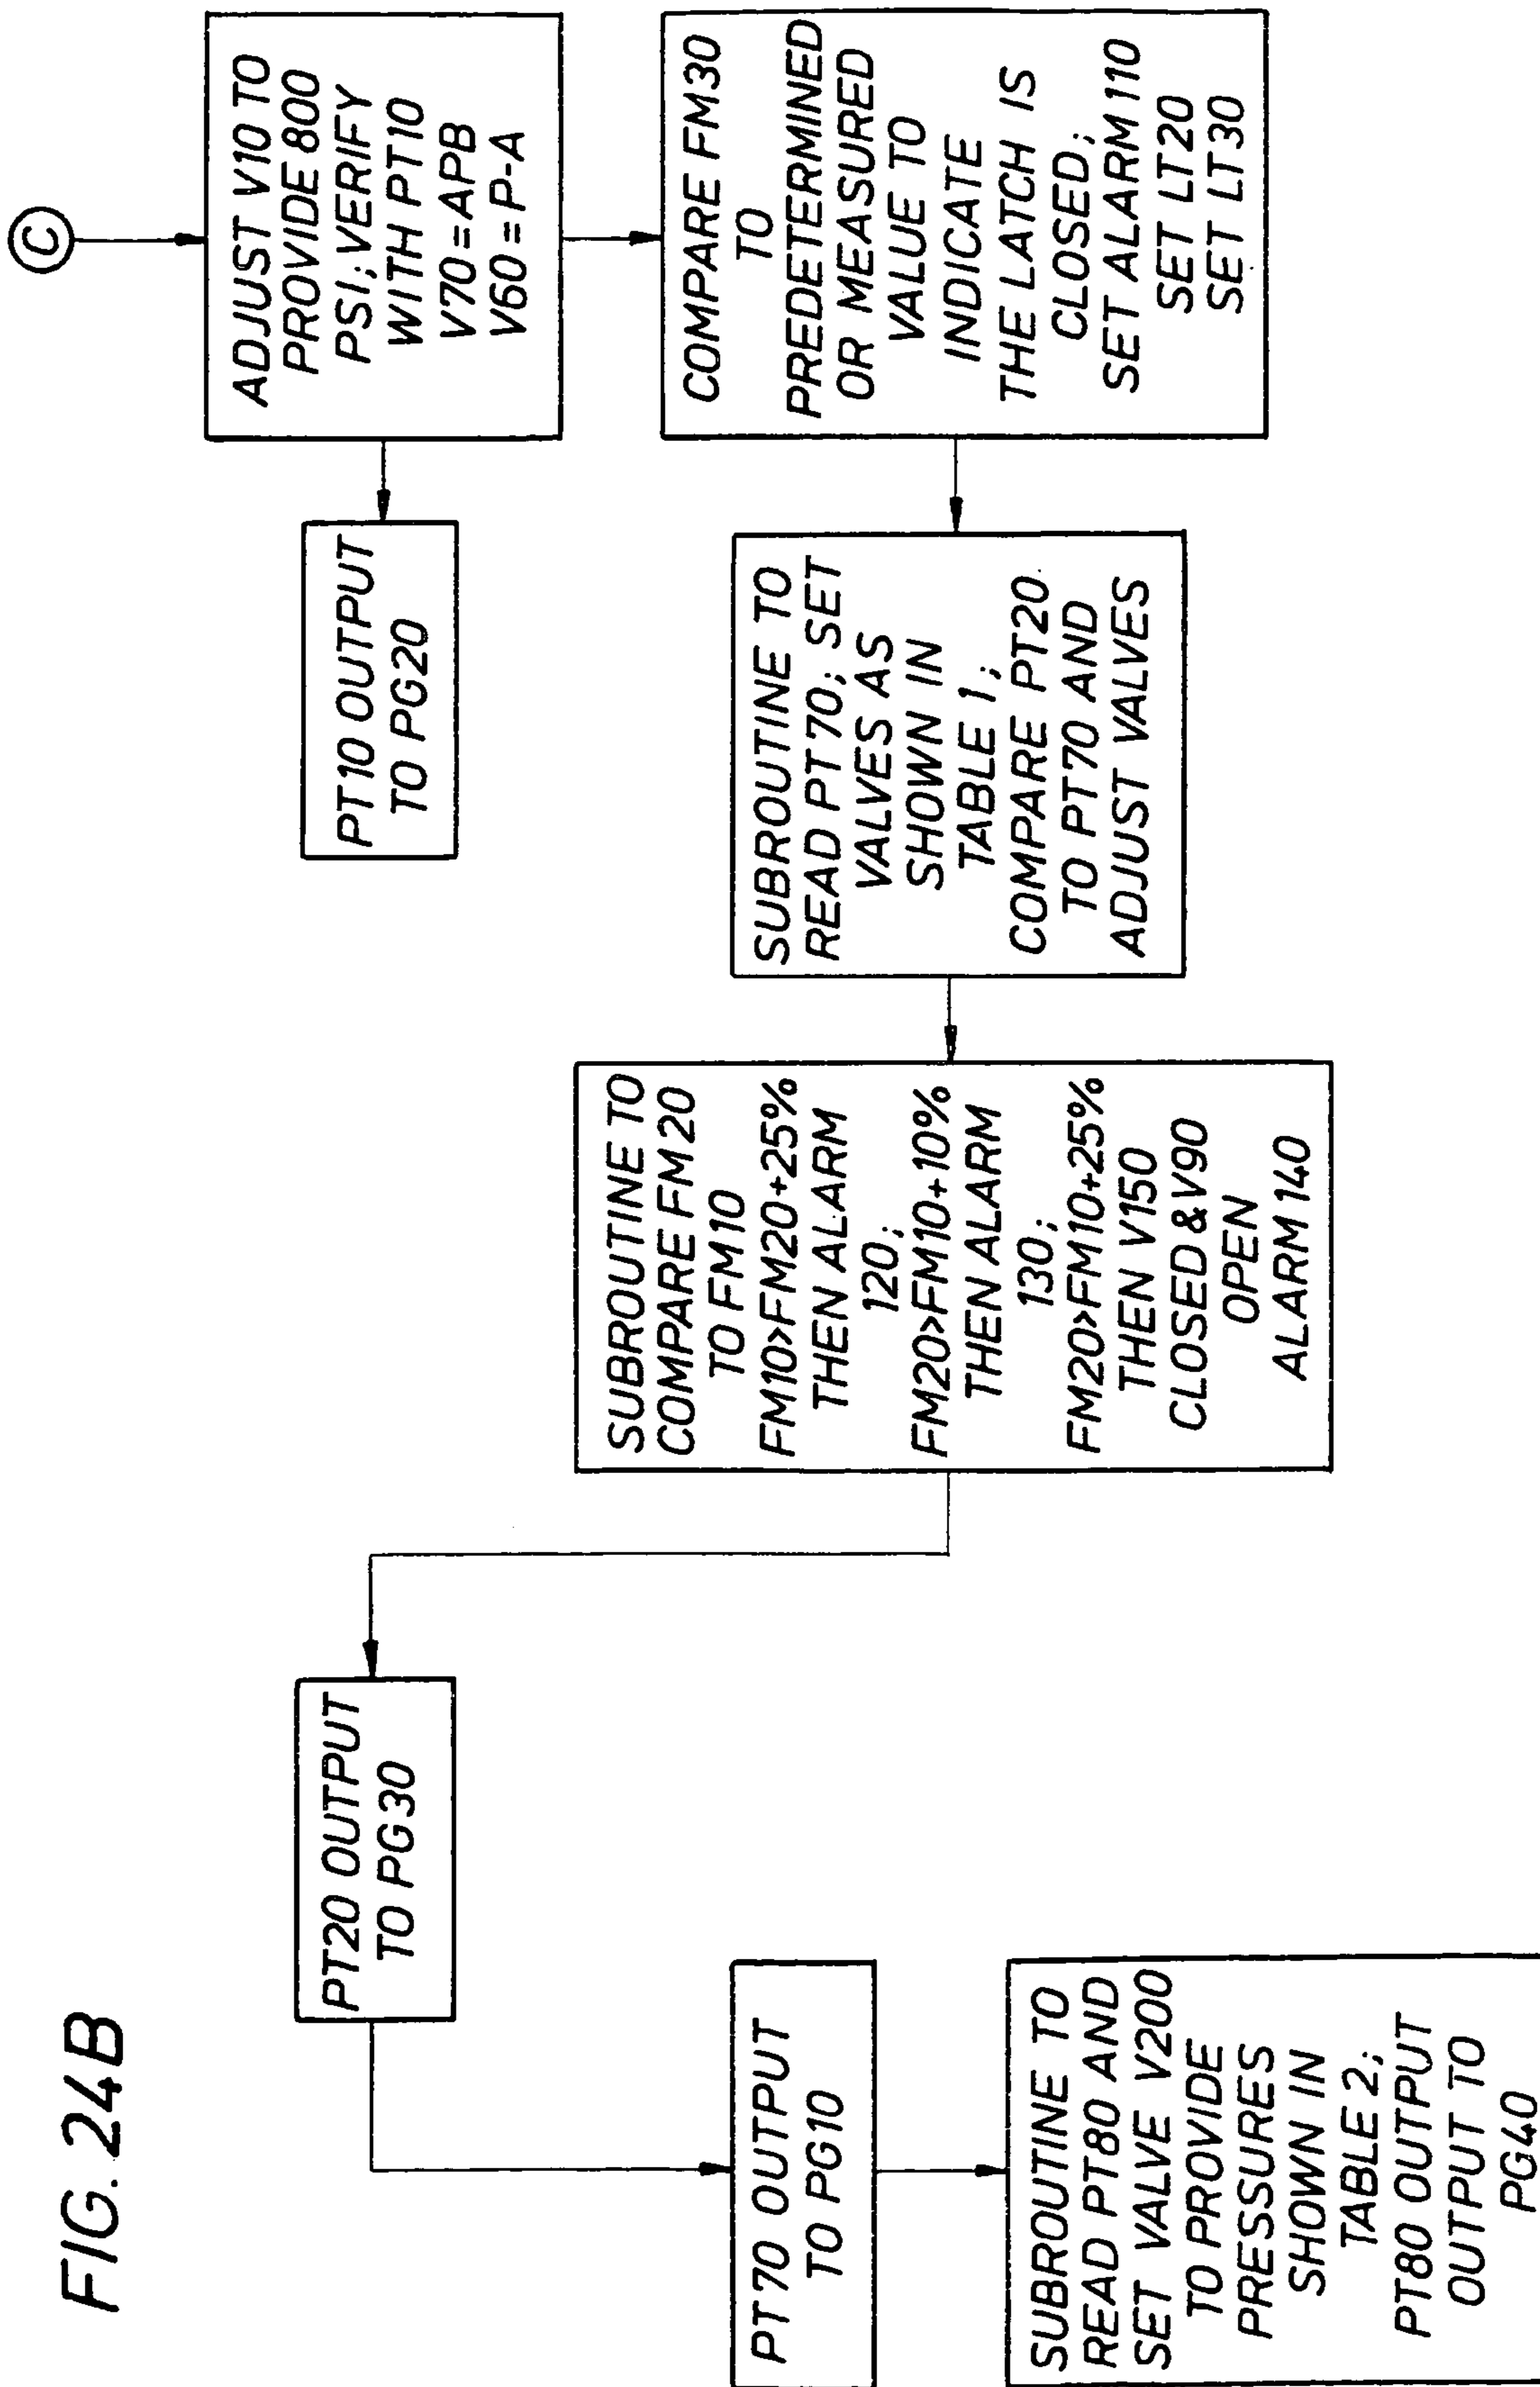 FIG. 24B
C
ADJUST V10 TO
PROVIDE 800
PSI; VERIFY
WITH PT10
V70 = APB
V60 = P-A
PT10 OUTPUT
TO PG20
COMPARE FM30
TO
PREDETERMINED
OR MEASURED
VALUE TO
INDICATE
THE LATCH IS
CLOSED;
SET ALARM 110
SET LT20
SET LT30
SUBROUTINE TO
READ PT70; SET
VALVES AS
SHOWN IN
TABLE 1;
COMPARE PT20
TO PT70 AND
ADJUST VALVES
SUBROUTINE TO
COMPARE FM20
TO FM10
FM10>FM20+25%
THEN ALARM
120;
FM20>FM10+10%
THEN ALARM
130;
FM20>FM10+25%
THEN V150
CLOSED & V90
OPEN
ALARM 140
PT20 OUTPUT
TO PG30
PT70 OUTPUT
TO PG10
SUBROUTINE TO
READ PT80 AND
SET VALVE V200
TO PROVIDE
PRESSURES
SHOWN IN
TABLE 2;
PT80 OUTPUT
OUTPUT TO
PG40